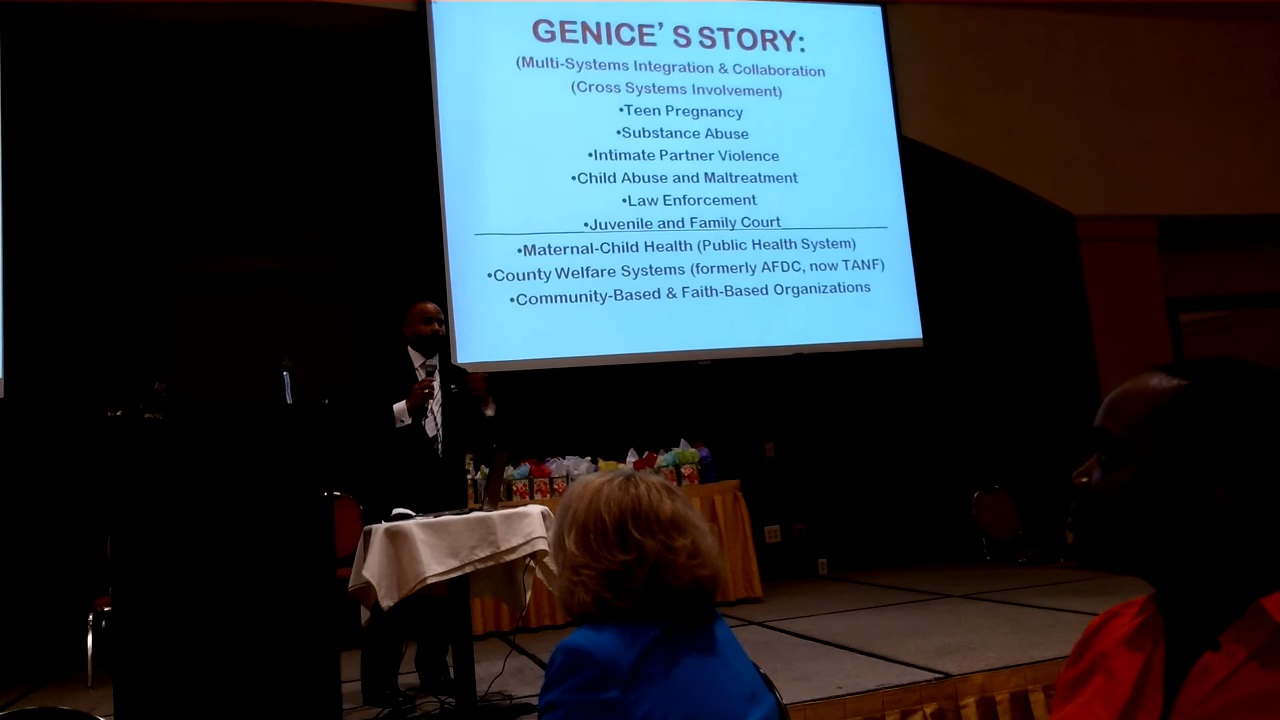 GENICE'S STORY:
(Multi-Systems Integration & Collaboration
(Cross Systems Involvement)
•Teen Pregnancy
•Substance Abuse
•Intimate Partner Violence
•Child Abuse and Maltreatment
•Law Enforcement
•Juvenile and Family Court
•Maternal-Child Health (Public Health System)
•County Welfare Systems (formerly AFDC, now TANF)
•Community-Based & Faith-Based Organizations